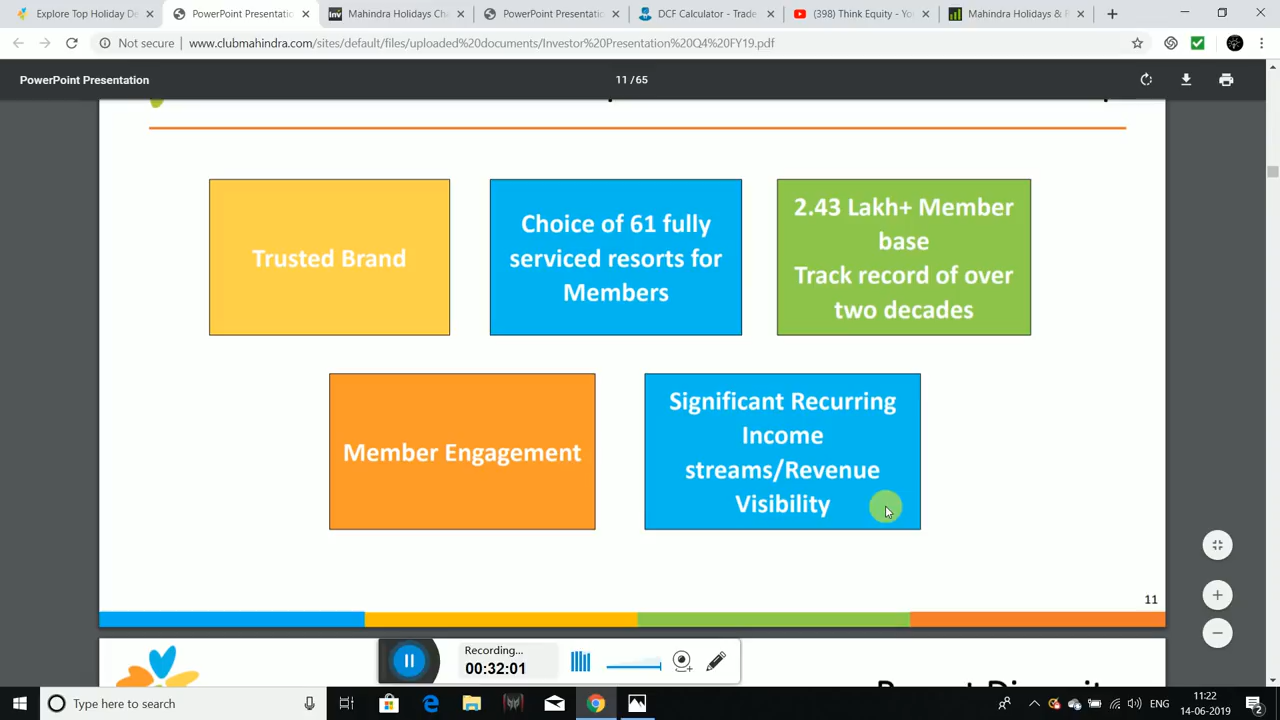 Explore Top Holiday De
PowerPoint Presentatio
Mahindra Holidays Cha
PowerPoint Presentatio
DCF Calculator - Trade
(398) Think Equity - Yo
Mahindra Holidays & R
Not secure
www.clubmahindra.com/sites/default/files/uploaded%20documents/Investor%20Presentation%20Q4%20FY19.pdf
PowerPoint Presentation
11 / 65
Trusted Brand
Choice of 61 fully
serviced resorts for
Members
2.43 Lakh+ Member
base
Track record of over
two decades
Member Engagement
Significant Recurring
Income
streams/Revenue
Visibility
11
Recording...
00:32:01
Type here to search
ENG
11:22
14-06-2019
2